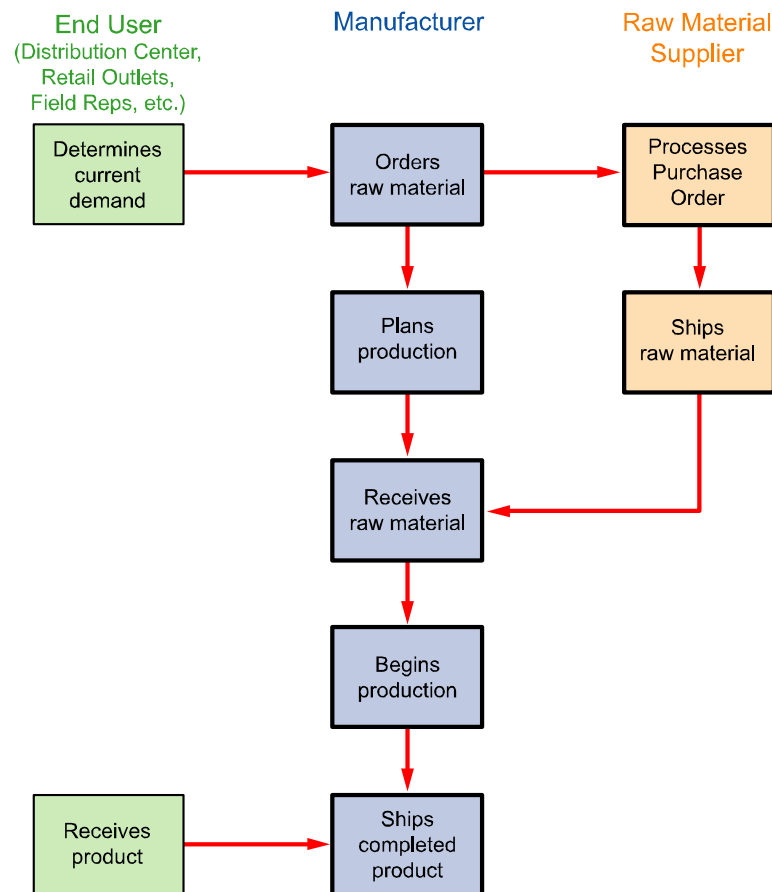 End User
(Distribution Center,
Retail Outlets,
Field Reps, etc.)
Manufacturer
Raw Material
Supplier
Determines
current
demand
Orders
raw material
Processes
Purchase
Order
Plans
production
Ships
raw material
Receives
raw material
Begins
production
Receives
product
Ships
completed
product